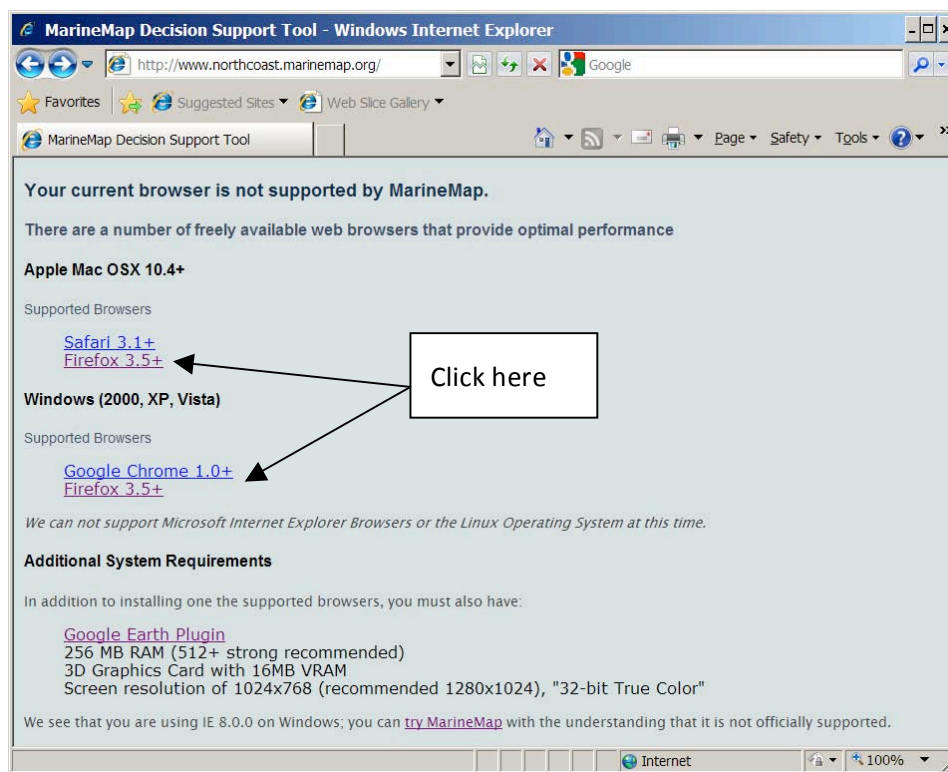 MarineMap Decision Support Tool - Windows Internet Explorer
http://www.northcoast.marinemap.org/
Google
Favorites Suggested Sites Web Slice Gallery
MarineMap Decision Support Tool
Page Safety Tools
Your current browser is not supported by MarineMap.
There are a number of freely available web browsers that provide optimal performance
Apple Mac OSX 10.4+
Supported Browsers
Safari 3.1+
Firefox 3.5+
Click here
Windows (2000, XP, Vista)
Supported Browsers
Google Chrome 1.0+
Firefox 3.5+
We can not support Microsoft Internet Explorer Browsers or the Linux Operating System at this time.
Additional System Requirements
In addition to installing one the supported browsers, you must also have:
Google Earth Plugin
256 MB RAM (512+ strong recommended)
3D Graphics Card with 16MB VRAM
Screen resolution of 1024x768 (recommended 1280x1024), "32-bit True Color"
We see that you are using IE 8.0.0 on Windows; you can try MarineMap with the understanding that it is not officially supported.
Internet 100%